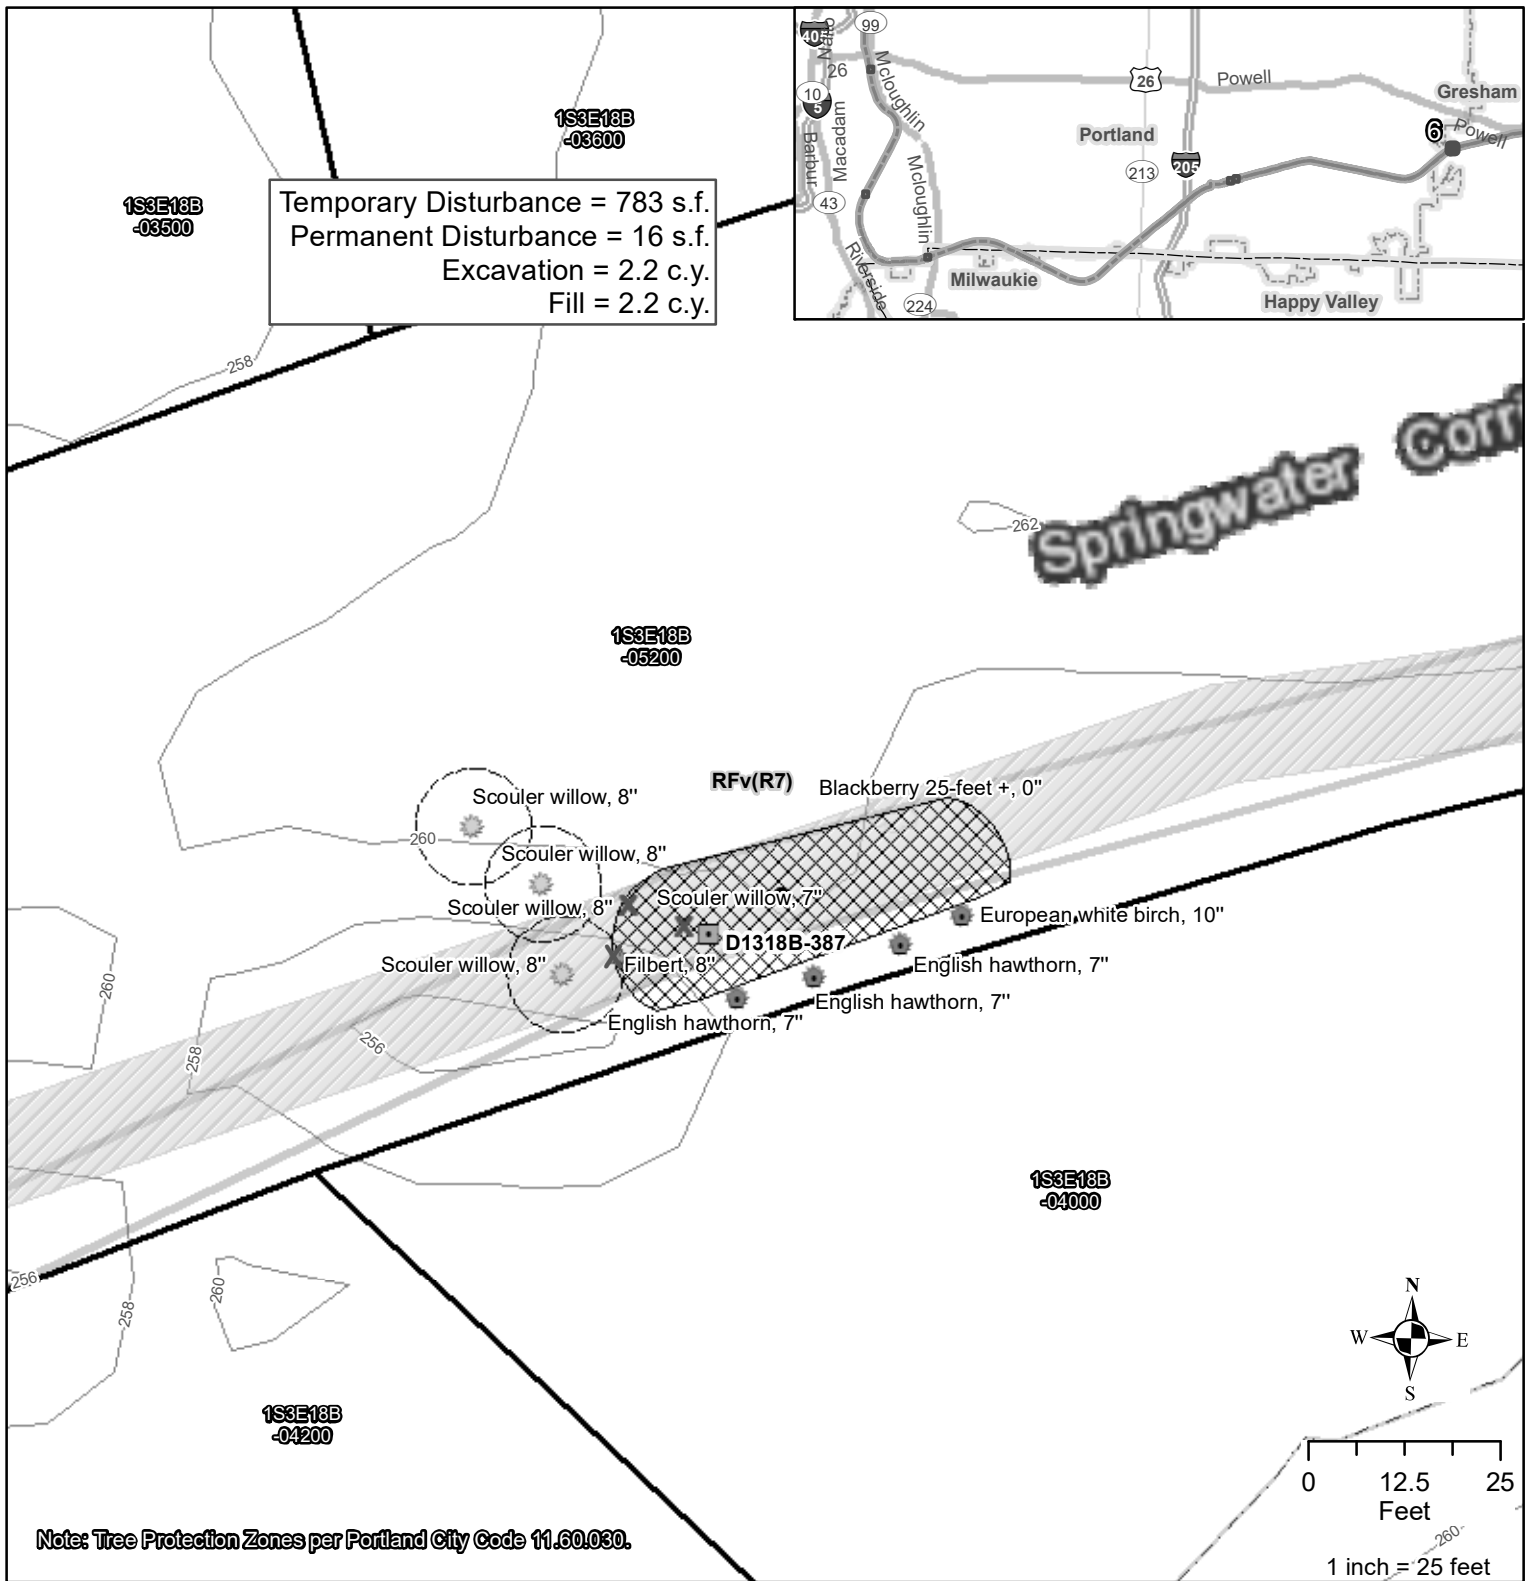 1S3E18B
-03600
1S3E18B
-03500
Temporary Disturbance = 783 s.f.
Permanent Disturbance = 16 s.f.
Excavation = 2.2 c.y.
Fill = 2.2 c.y.
405
Naito
99
26
10
5
Mcloughlin
Macadam
Barbur
43
Mcloughlin
Riverside
224
Milwaukie
Portland
213
26
205
Powell
Gresham
6
Powell
Happy Valley
258
Springwater Corri
262
1S3E18B
-05200
RFv(R7)
Blackberry 25-feet +, 0"
Scouler willow, 8"
260
Scouler willow, 8"
Scouler willow, 7"
Scouler willow, 8"
European white birch, 10"
D1318B-387
Scouler willow, 8"
Filbert, 8"
English hawthorn, 7"
English hawthorn, 7"
English hawthorn, 7"
260
258
256
1S3E18B
-04000
256
260
258
1S3E18B
-04200
N
W
E
S
0 12.5 25
Feet
260
1 inch = 25 feet
Note: Tree Protection Zones per Portland City Code 11.60.030.